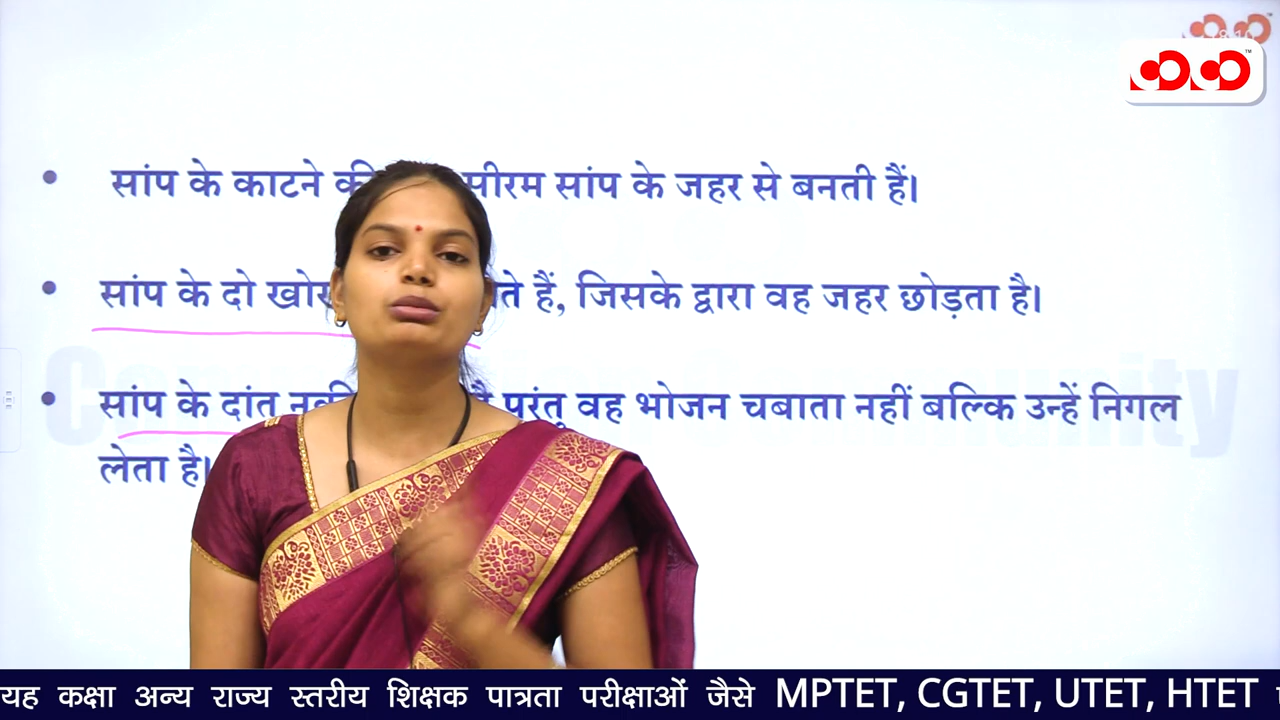 सांप के काटने की सीरम सांप के जहर से बनती हैं।
सांप के दो हैं, जिसके द्वारा वह जहर छोड़ता है।
सांप के दांत है परंतु वह भोजन चबाता नहीं बल्कि उन्हें निगल
लेता है।
यह कक्षा अन्य राज्य स्तरीय शिक्षक पात्रता परीक्षाओं जैसे MPTET, CGTET, UTET, HTET